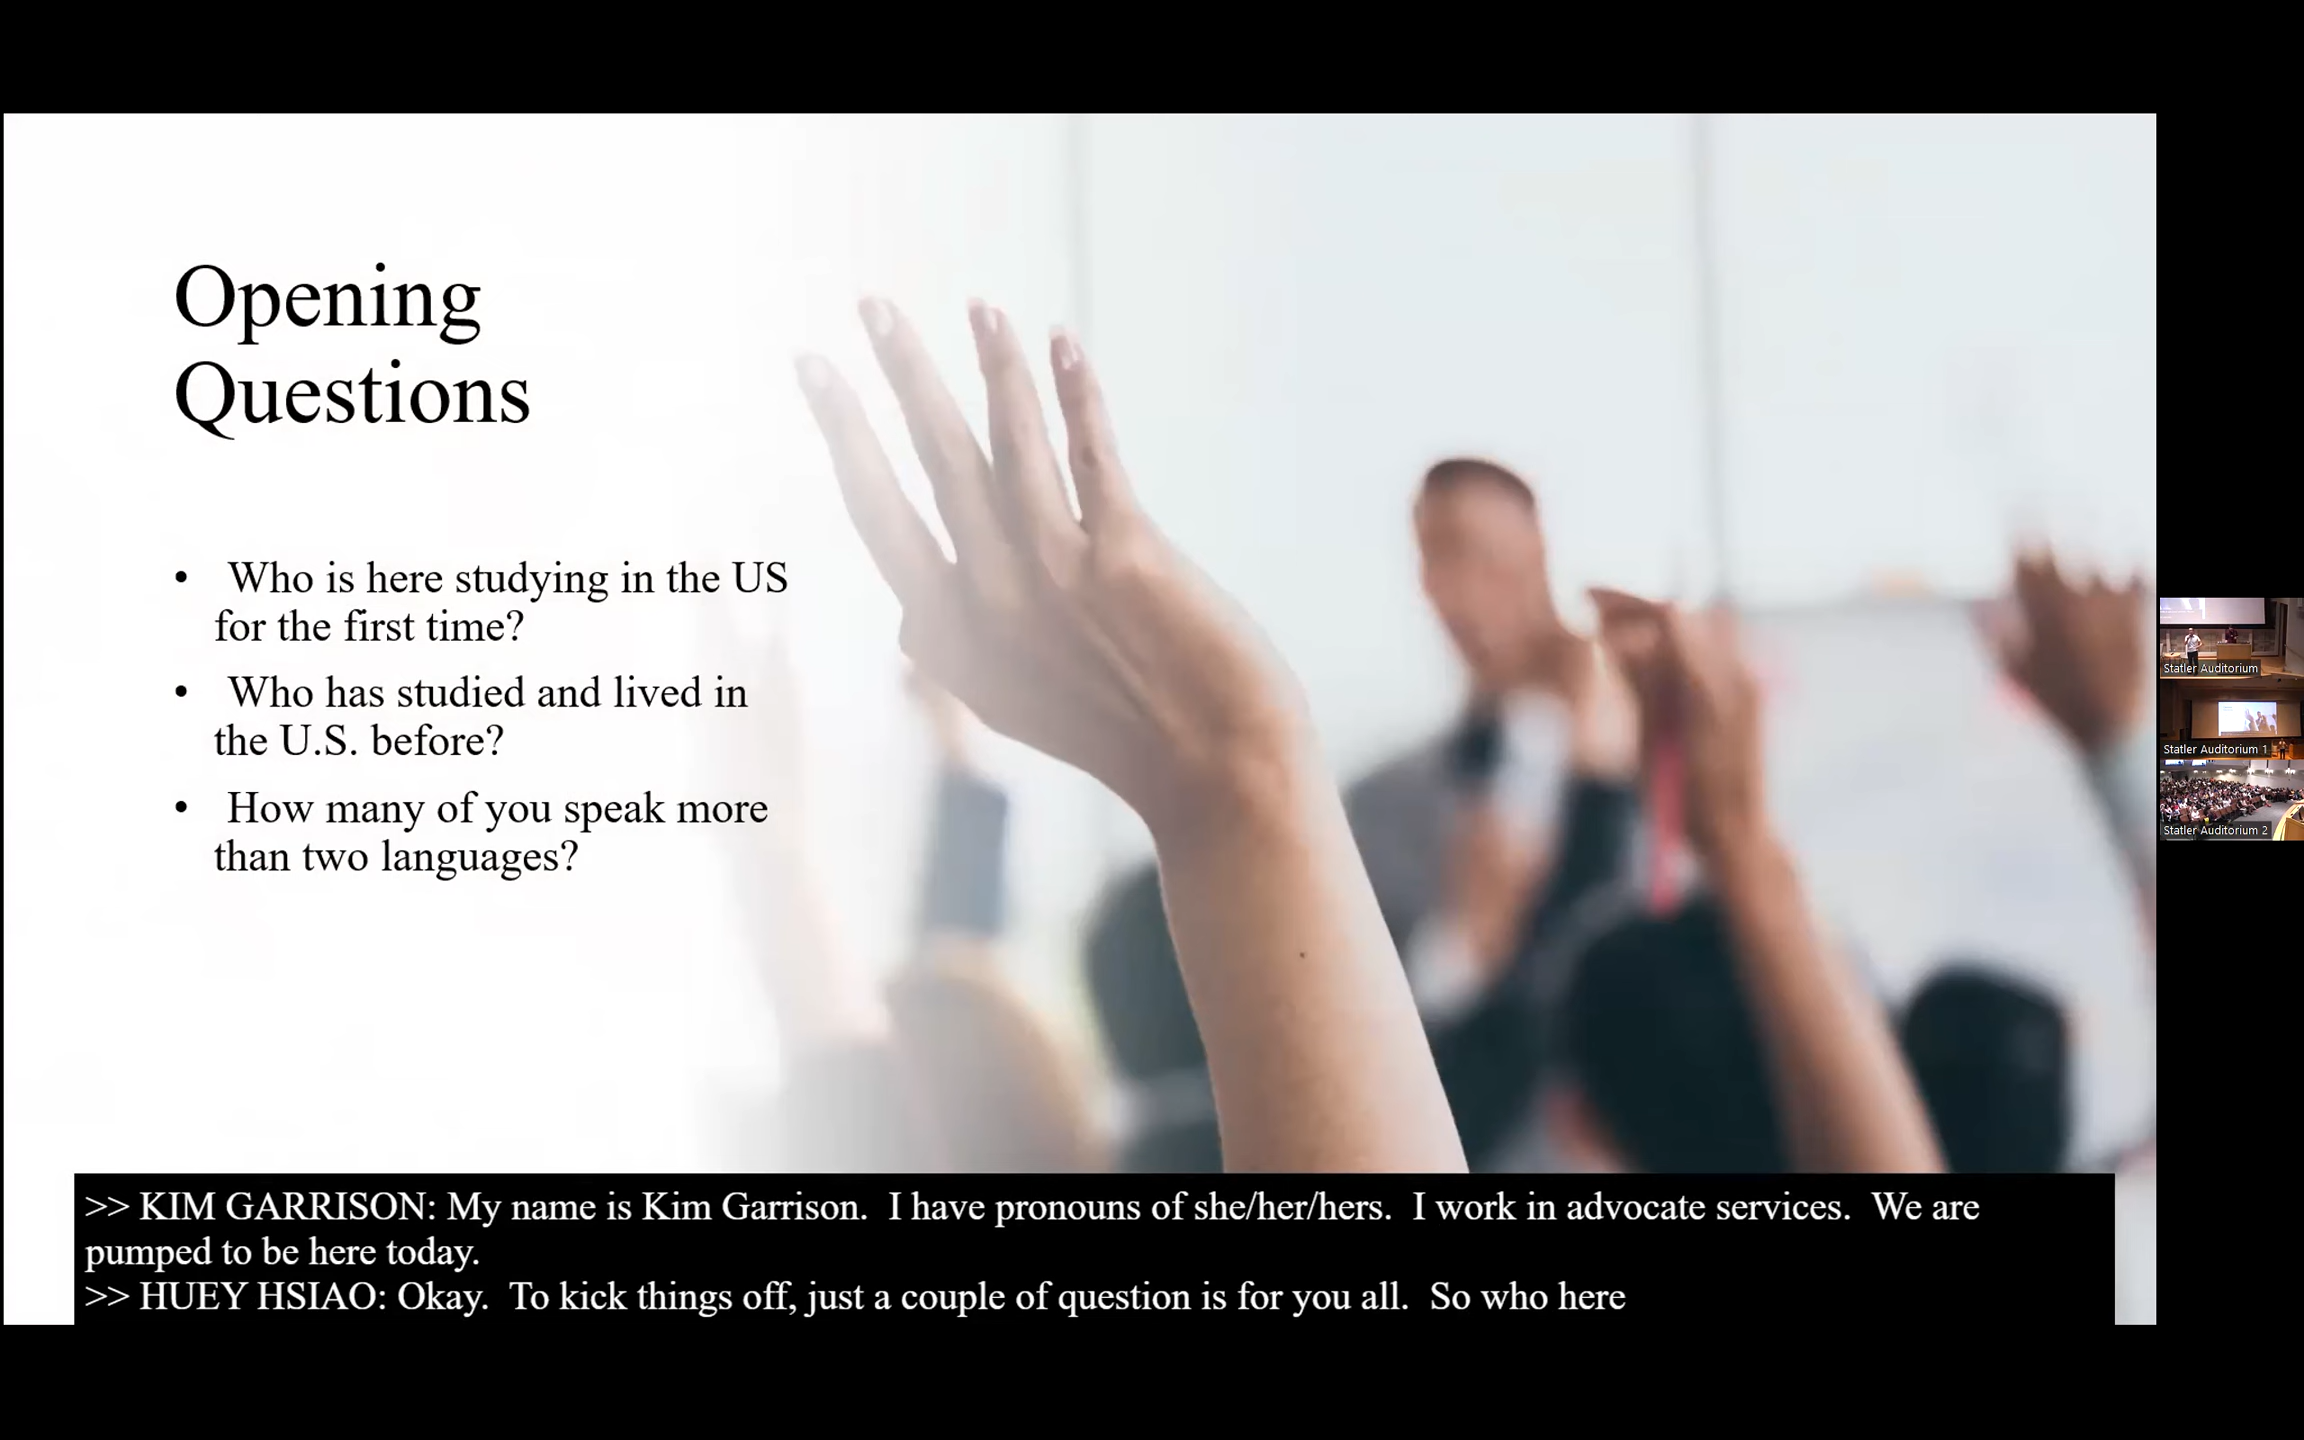 Opening
Questions
• Who is here studying in the US
for the first time?
• Who has studied and lived in
the U.S. before?
• How many of you speak more
than two languages?
Statler Auditorium
Statler Auditorium 1
Statler Auditorium 2
>> KIM GARRISON: My name is Kim Garrison.  I have pronouns of she/her/hers.  I work in advocate services.  We are
pumped to be here today.
>> HUEY HSIAO: Okay.  To kick things off, just a couple of question is for you all.  So who here